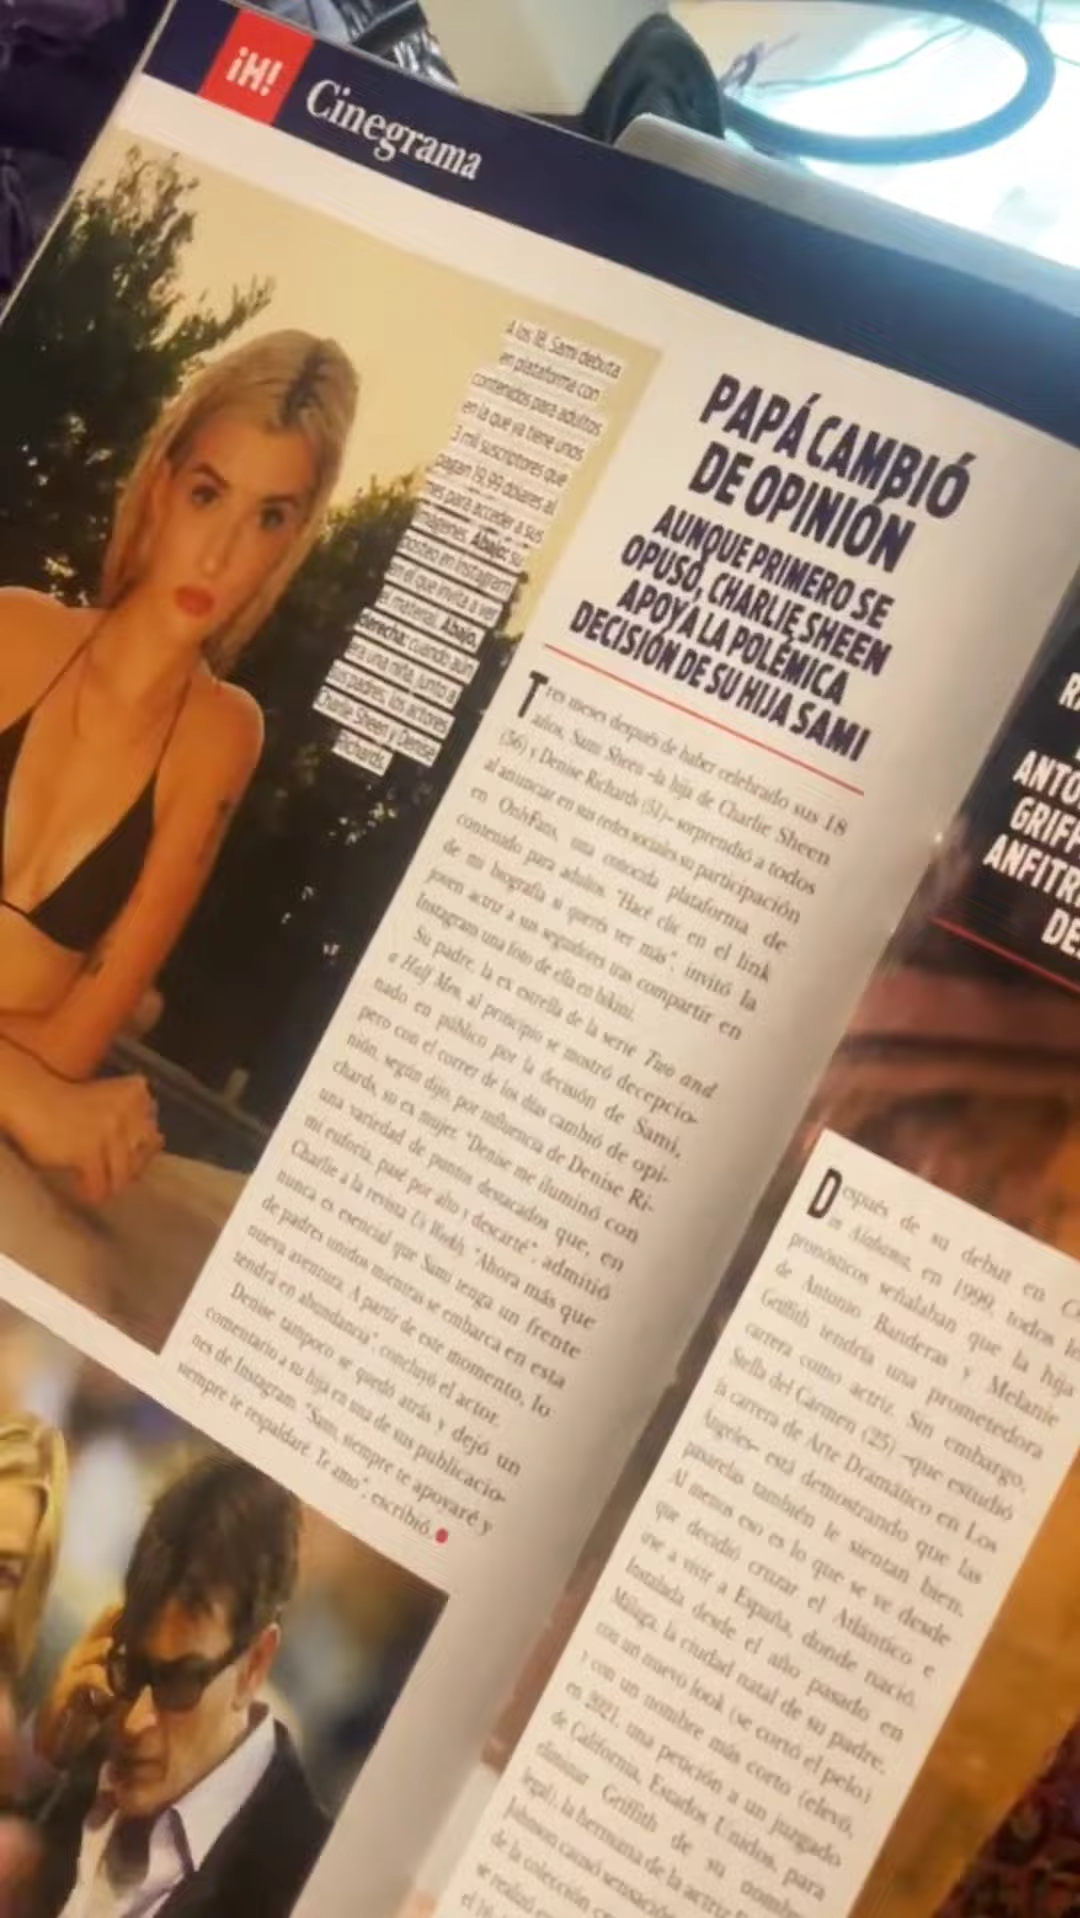 ¡H!
Cinegrama
A los 18, Sami debuta
en plataforma con
contenidos para adultos
en la que ya tiene unos
3 mil suscriptores que
pagan 19,99 dólares al
mes para acceder a sus
imágenes. Abajo: su
posteo en Instagram
en el que invita a ver
el material. Abajo,
derecha: cuando aún
era una niña, junto a
sus padres, los actores
Charlie Sheen y Denise
Richards.
PAPÁ CAMBIÓ
DE OPINIÓN
AUNQUE PRIMERO SE
OPUSO, CHARLIE SHEEN
APOYA LA POLÉMICA
DECISIÓN DE SU HIJA SAMI
Tres meses después de haber celebrado sus 18
años, Sami Sheen –la hija de Charlie Sheen
(56) y Denise Richards (51)– sorprendió a todos
al anunciar en sus redes sociales su participación
en OnlyFans, una conocida plataforma de
contenido para adultos. "Hacé clic en el link
de mi biografía si querés ver más", invitó la
joven actriz a sus seguidores tras compartir en
Instagram una foto de ella en bikini.
Su padre, la ex estrella de la serie Two and
a Half Men, al principio se mostró decepcio-
nado en público por la decisión de Sami,
pero con el correr de los días cambió de opi-
nión, según dijo, por influencia de Denise Ri-
chards, su ex mujer. "Denise me iluminó con
una variedad de puntos destacados que, en
mi euforia, pasé por alto y descarté", admitió
Charlie a la revista Us Weekly. "Ahora más que
nunca es esencial que Sami tenga un frente
de padres unidos mientras se embarca en esta
nueva aventura. A partir de este momento, lo
tendrá en abundancia", concluyó el actor.
Denise tampoco se quedó atrás y dejó un
comentario a su hija en una de sus publicacio-
nes de Instagram. "Sami, siempre te apoyaré y
siempre te respaldaré. Te amo", escribió.
ANTO
GRIFF
ANFITR
DE
Después de su debut en
in Alabama, en 1999, todos
pronósticos señalaban que la hija
de Antonio Banderas y Melanie
Griffith tendría una prometedora
carrera como actriz. Sin embargo,
Stella del Carmen (25) –que estudió
la carrera de Arte Dramático en Los
Ángeles– está demostrando que las
pasarelas también le sientan bien.
Al menos eso es lo que se ve desde
que decidió cruzar el Atlántico e
irse a vivir a España, donde nació.
Instalada desde el año pasado en
Málaga, la ciudad natal de su padre,
con un nuevo look (se cortó el pelo)
y con un nombre más corto (elevó,
en 2021, una petición a un juzgado
de California, Estados Unidos, para
eliminar Griffith de su nombre
legal), la hermana de la actriz
Johnson causó sensación
de la colección
se realizó